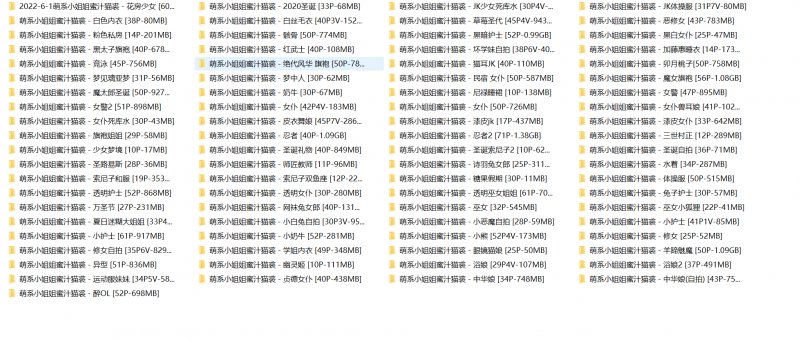 2022-6-1萌系小姐姐蜜汁猫裘 - 花房少女 [60...
萌系小姐姐蜜汁猫裘 - 白色内衣 [38P-80MB]
萌系小姐姐蜜汁猫裘 - 粉色私房 [14P-201MB]
萌系小姐姐蜜汁猫裘 - 黑太子旗袍 [40P-678...
萌系小姐姐蜜汁猫裘 - 竞泳 [45P-756MB]
萌系小姐姐蜜汁猫裘 - 梦见璃亚梦 [31P-56MB]
萌系小姐姐蜜汁猫裘 - 魔太郎圣诞 [50P-927...
萌系小姐姐蜜汁猫裘 - 女警2 [51P-898MB]
萌系小姐姐蜜汁猫裘 - 女仆死库水 [30P-43MB]
萌系小姐姐蜜汁猫裘 - 旗袍姐姐 [29P-58MB]
萌系小姐姐蜜汁猫裘 - 少女梦境 [10P-17MB]
萌系小姐姐蜜汁猫裘 - 圣路易斯 [28P-36MB]
萌系小姐姐蜜汁猫裘 - 索尼子和服 [19P-353...
萌系小姐姐蜜汁猫裘 - 透明护士 [52P-868MB]
萌系小姐姐蜜汁猫裘 - 万圣节 [27P-231MB]
萌系小姐姐蜜汁猫裘 - 夏日迷糊大姐姐 [33P4...
萌系小姐姐蜜汁猫裘 - 小护士 [61P-917MB]
萌系小姐姐蜜汁猫裘 - 修女自拍 [35P6V-829...
萌系小姐姐蜜汁猫裘 - 异型 [51P-836MB]
萌系小姐姐蜜汁猫裘 - 运动服妹妹 [34P5V-58...
萌系小姐姐蜜汁猫裘 - 醉OL [52P-698MB]
萌系小姐姐蜜汁猫裘 - 2020圣诞 [33P-68MB]
萌系小姐姐蜜汁猫裘 - 白丝毛衣 [40P3V-152...
萌系小姐姐蜜汁猫裘 - 骷骨 [50P-774MB]
萌系小姐姐蜜汁猫裘 - 红武士 [40P-108MB]
萌系小姐姐蜜汁猫裘 - 绝代风华 旗袍 [50P-78...
萌系小姐姐蜜汁猫裘 - 梦中人 [30P-62MB]
萌系小姐姐蜜汁猫裘 - 奶牛 [30P-67MB]
萌系小姐姐蜜汁猫裘 - 女仆 [42P4V-183MB]
萌系小姐姐蜜汁猫裘 - 皮衣舞娘 [45P7V-286...
萌系小姐姐蜜汁猫裘 - 忍者 [40P-1.09GB]
萌系小姐姐蜜汁猫裘 - 圣诞礼物 [40P-849MB]
萌系小姐姐蜜汁猫裘 - 师匠教师 [11P-96MB]
萌系小姐姐蜜汁猫裘 - 索尼子双鱼座 [12P-22...
萌系小姐姐蜜汁猫裘 - 透明女仆 [30P-280MB]
萌系小姐姐蜜汁猫裘 - 网袜兔女郎 [40P-131...
萌系小姐姐蜜汁猫裘 - 小白兔自拍 [30P3V-95...
萌系小姐姐蜜汁猫裘 - 小奶牛 [52P-281MB]
萌系小姐姐蜜汁猫裘 - 学姐内衣 [49P-348MB]
萌系小姐姐蜜汁猫裘 - 幽灵姬 [10P-111MB]
萌系小姐姐蜜汁猫裘 - 贞德女仆 [40P-438MB]
萌系小姐姐蜜汁猫裘 - JK少女死库水 [30P4V-...
萌系小姐姐蜜汁猫裘 - 草莓圣代 [45P4V-943...
萌系小姐姐蜜汁猫裘 - 黑暗护士 [52P-0.99GB]
萌系小姐姐蜜汁猫裘 - 坏学妹自拍 [38P6V-40...
萌系小姐姐蜜汁猫裘 - 猫耳JK [40P-110MB]
萌系小姐姐蜜汁猫裘 - 民宿 女仆 [50P-587MB]
萌系小姐姐蜜汁猫裘 - 尼禄睡裙 [10P-138MB]
萌系小姐姐蜜汁猫裘 - 女仆 [50P-726MB]
萌系小姐姐蜜汁猫裘 - 漆皮jk [17P-437MB]
萌系小姐姐蜜汁猫裘 - 忍者2 [71P-1.38GB]
萌系小姐姐蜜汁猫裘 - 圣诞索尼子2 [10P-62...
萌系小姐姐蜜汁猫裘 - 诗羽兔女郎 [25P-311...
萌系小姐姐蜜汁猫裘 - 糖果假期 [30P-11MB]
萌系小姐姐蜜汁猫裘 - 透明巫女姐姐 [61P-70...
萌系小姐姐蜜汁猫裘 - 巫女 [32P-545MB]
萌系小姐姐蜜汁猫裘 - 小恶魔自拍 [28P-59MB]
萌系小姐姐蜜汁猫裘 - 小熊 [52P4V-173MB]
萌系小姐姐蜜汁猫裘 - 眼镜猫娘 [25P-50MB]
萌系小姐姐蜜汁猫裘 - 浴娘 [29P4V-107MB]
萌系小姐姐蜜汁猫裘 - 中华娘 [34P-748MB]
萌系小姐姐蜜汁猫裘 - JK体操服 [31P7V-80MB]
萌系小姐姐蜜汁猫裘 - 恶修女 [43P-783MB]
萌系小姐姐蜜汁猫裘 - 黑白女仆 [25P-47MB]
萌系小姐姐蜜汁猫裘 - 加藤惠睡衣 [14P-173...
萌系小姐姐蜜汁猫裘 - 卯月桃子 [50P-758MB]
萌系小姐姐蜜汁猫裘 - 魔女旗袍 [56P-1.08GB]
萌系小姐姐蜜汁猫裘 - 女警 [47P-895MB]
萌系小姐姐蜜汁猫裘 - 女仆兽耳娘 [41P-102...
萌系小姐姐蜜汁猫裘 - 漆皮女仆 [33P-642MB]
萌系小姐姐蜜汁猫裘 - 三世村正 [12P-289MB]
萌系小姐姐蜜汁猫裘 - 圣诞自拍 [36P-71MB]
萌系小姐姐蜜汁猫裘 - 水着 [34P-287MB]
萌系小姐姐蜜汁猫裘 - 体操服 [50P-515MB]
萌系小姐姐蜜汁猫裘 - 兔子护士 [30P-57MB]
萌系小姐姐蜜汁猫裘 - 巫女小狐狸 [22P-41MB]
萌系小姐姐蜜汁猫裘 - 小护士 [41P1V-85MB]
萌系小姐姐蜜汁猫裘 - 修女 [25P-52MB]
萌系小姐姐蜜汁猫裘 - 羊蹄魅魔 [50P-1.09GB]
萌系小姐姐蜜汁猫裘 - 浴娘2 [37P-491MB]
萌系小姐姐蜜汁猫裘 - 中华娘(自拍) [43P-75...